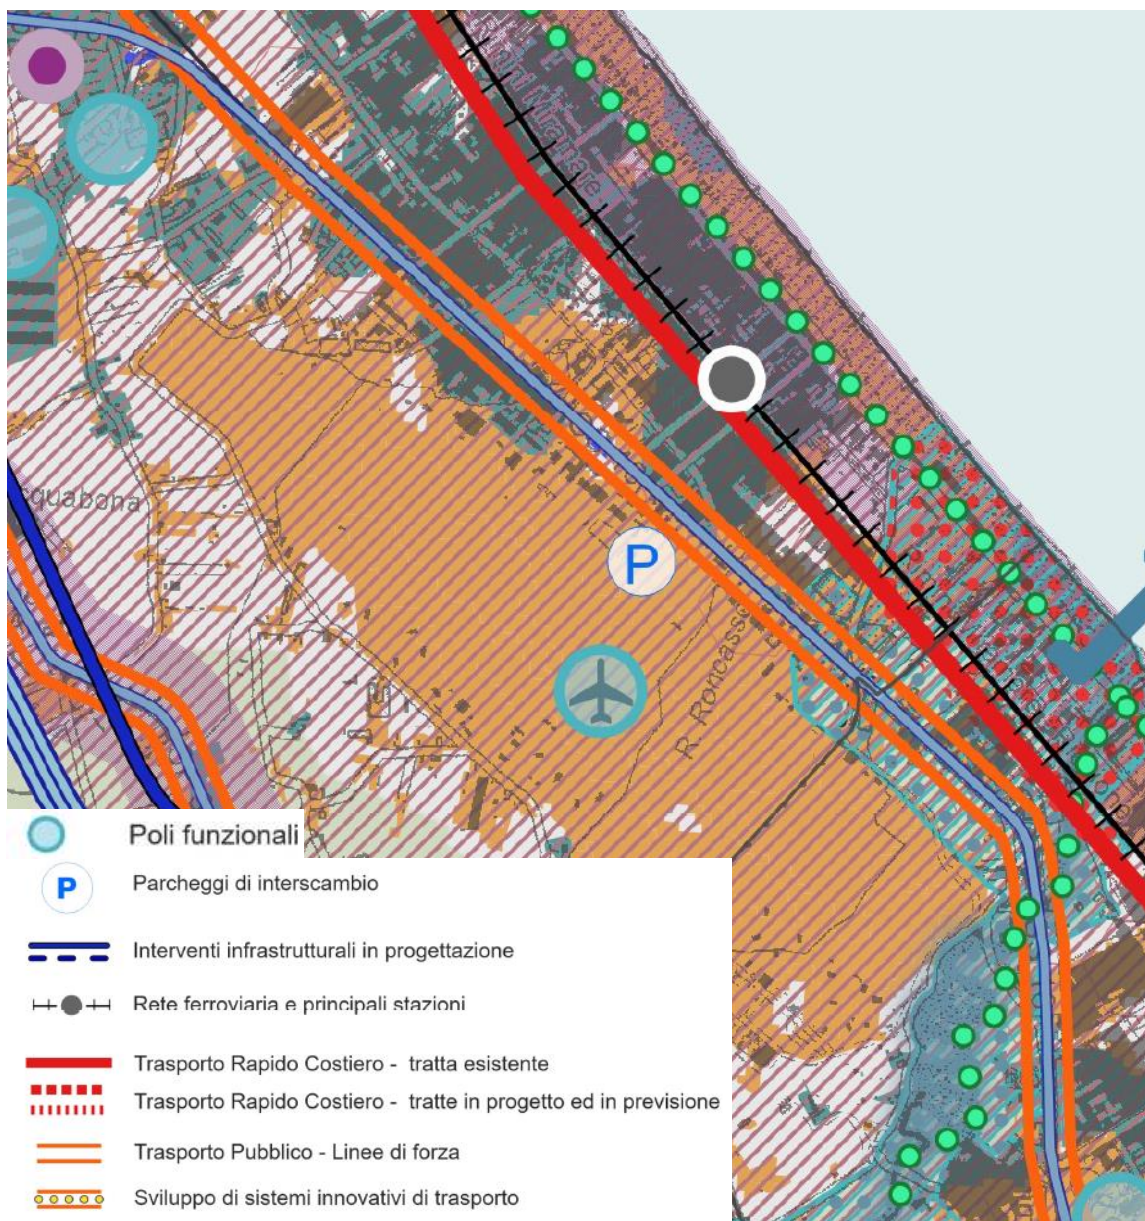 Miramare
quabona
P
R. Roncasso
Poli funzionali
P
Parcheggi di interscambio
Interventi infrastrutturali in progettazione
Rete ferroviaria e principali stazioni
Trasporto Rapido Costiero - tratta esistente
Trasporto Rapido Costiero - tratte in progetto ed in previsione
Trasporto Pubblico - Linee di forza
Sviluppo di sistemi innovativi di trasporto